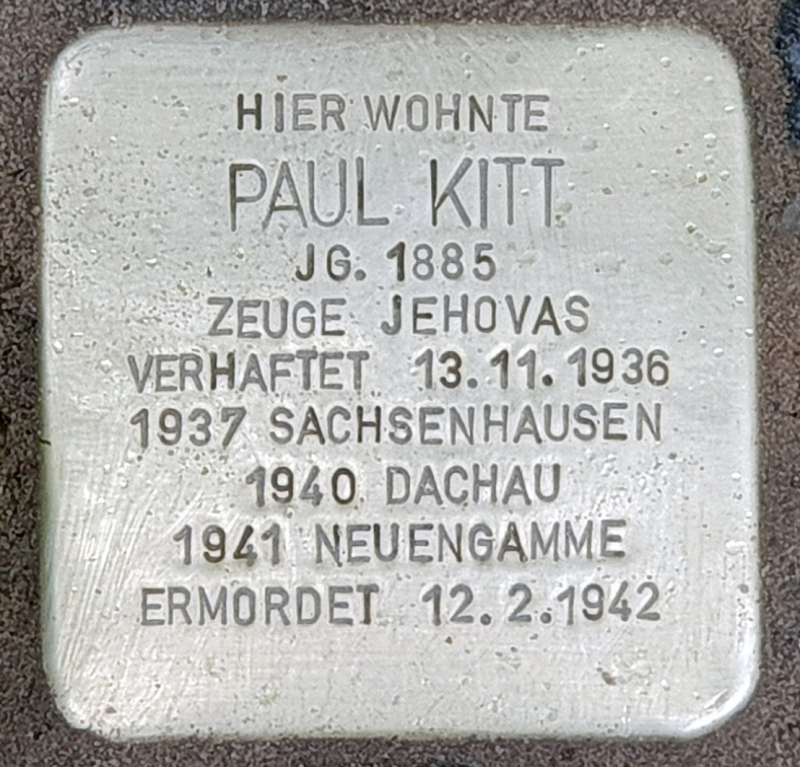 HIER WOHNTE
PAUL KITT
JG. 1885
ZEUGE JEHOVAS
VERHAFTET 13.11.1936
1937 SACHSENHAUSEN
1940 DACHAU
1941 NEUENGAMME
ERMORDET 12.2.1942